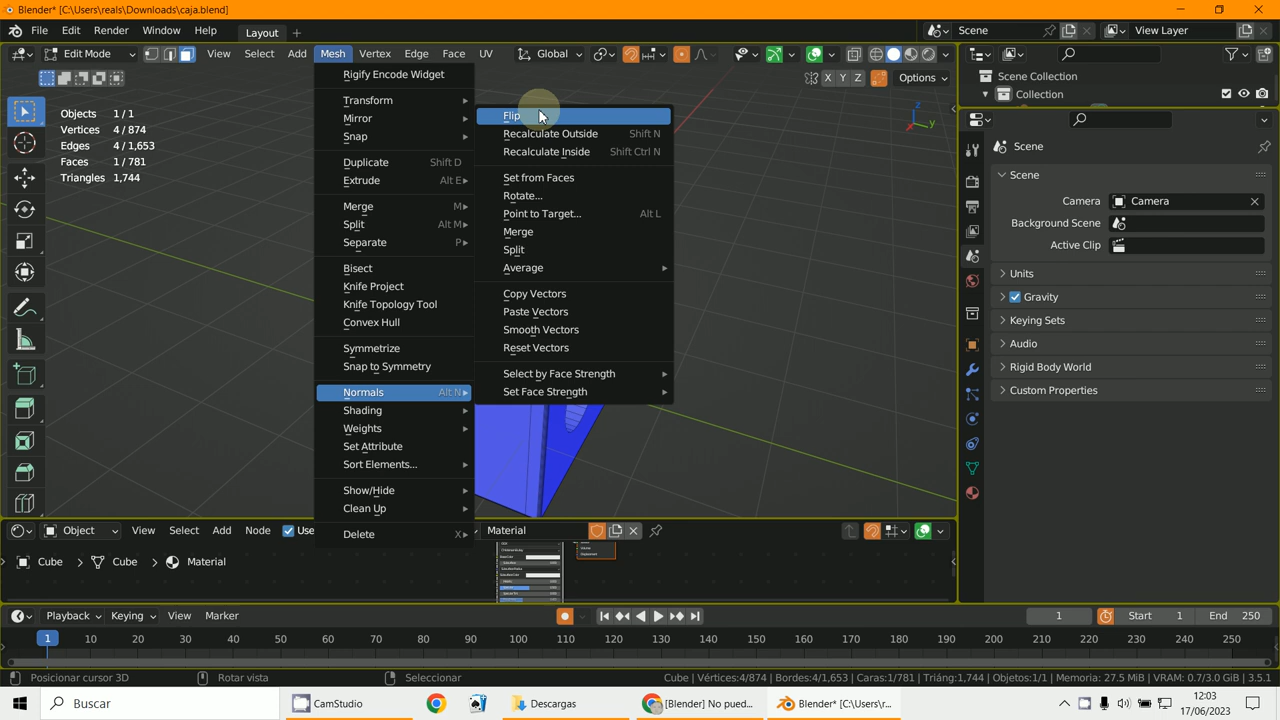 Blender* [C:\Users\reals\Downloads\caja.blend]
File Edit Render Window Help Layout + Scene View Layer
Edit Mode View Select Add Mesh Vertex Edge Face UV Global
X Y Z Options
Objects 1 / 1
Vertices 4 / 874
Edges 4 / 1,653
Faces 1 / 781
Triangles 1,744
Rigify Encode Widget
Transform
Mirror
Snap
Duplicate Shift D
Extrude Alt E
Merge M
Split Alt M
Separate P
Bisect
Knife Project
Knife Topology Tool
Convex Hull
Symmetrize
Snap to Symmetry
Normals Alt N
Shading
Weights
Set Attribute
Sort Elements...
Show/Hide
Clean Up
Delete X
Flip
Recalculate Outside Shift N
Recalculate Inside Shift Ctrl N
Set from Faces
Rotate...
Point to Target... Alt L
Merge
Split
Average
Copy Vectors
Paste Vectors
Smooth Vectors
Reset Vectors
Select by Face Strength
Set Face Strength
Z
Y
Scene Collection
Collection
Scene
Scene
Camera Camera
Background Scene
Active Clip
Units
Gravity
Keying Sets
Audio
Rigid Body World
Custom Properties
Object View Select Add Node Use Material
Cube > Cube > Material
Playback Keying View Marker 1 Start 1 End 250
1 10 20 30 40 50 60 70 80 90 100 110 120 130 140 150 160 170 180 190 200 210 220 230 240 250
Posicionar cursor 3D Rotar vista Seleccionar Cube | Vértices:4/874 | Bordes:4/1,653 | Caras:1/781 | Triáng.:1,744 | Objetos:1/1 | Memoria: 27.5 MiB | VRAM: 0.7/3.0 GiB | 3.5.1
Buscar CamStudio Descargas [Blender] No pued... Blender* [C:\Users\r...
12:03
17/06/2023